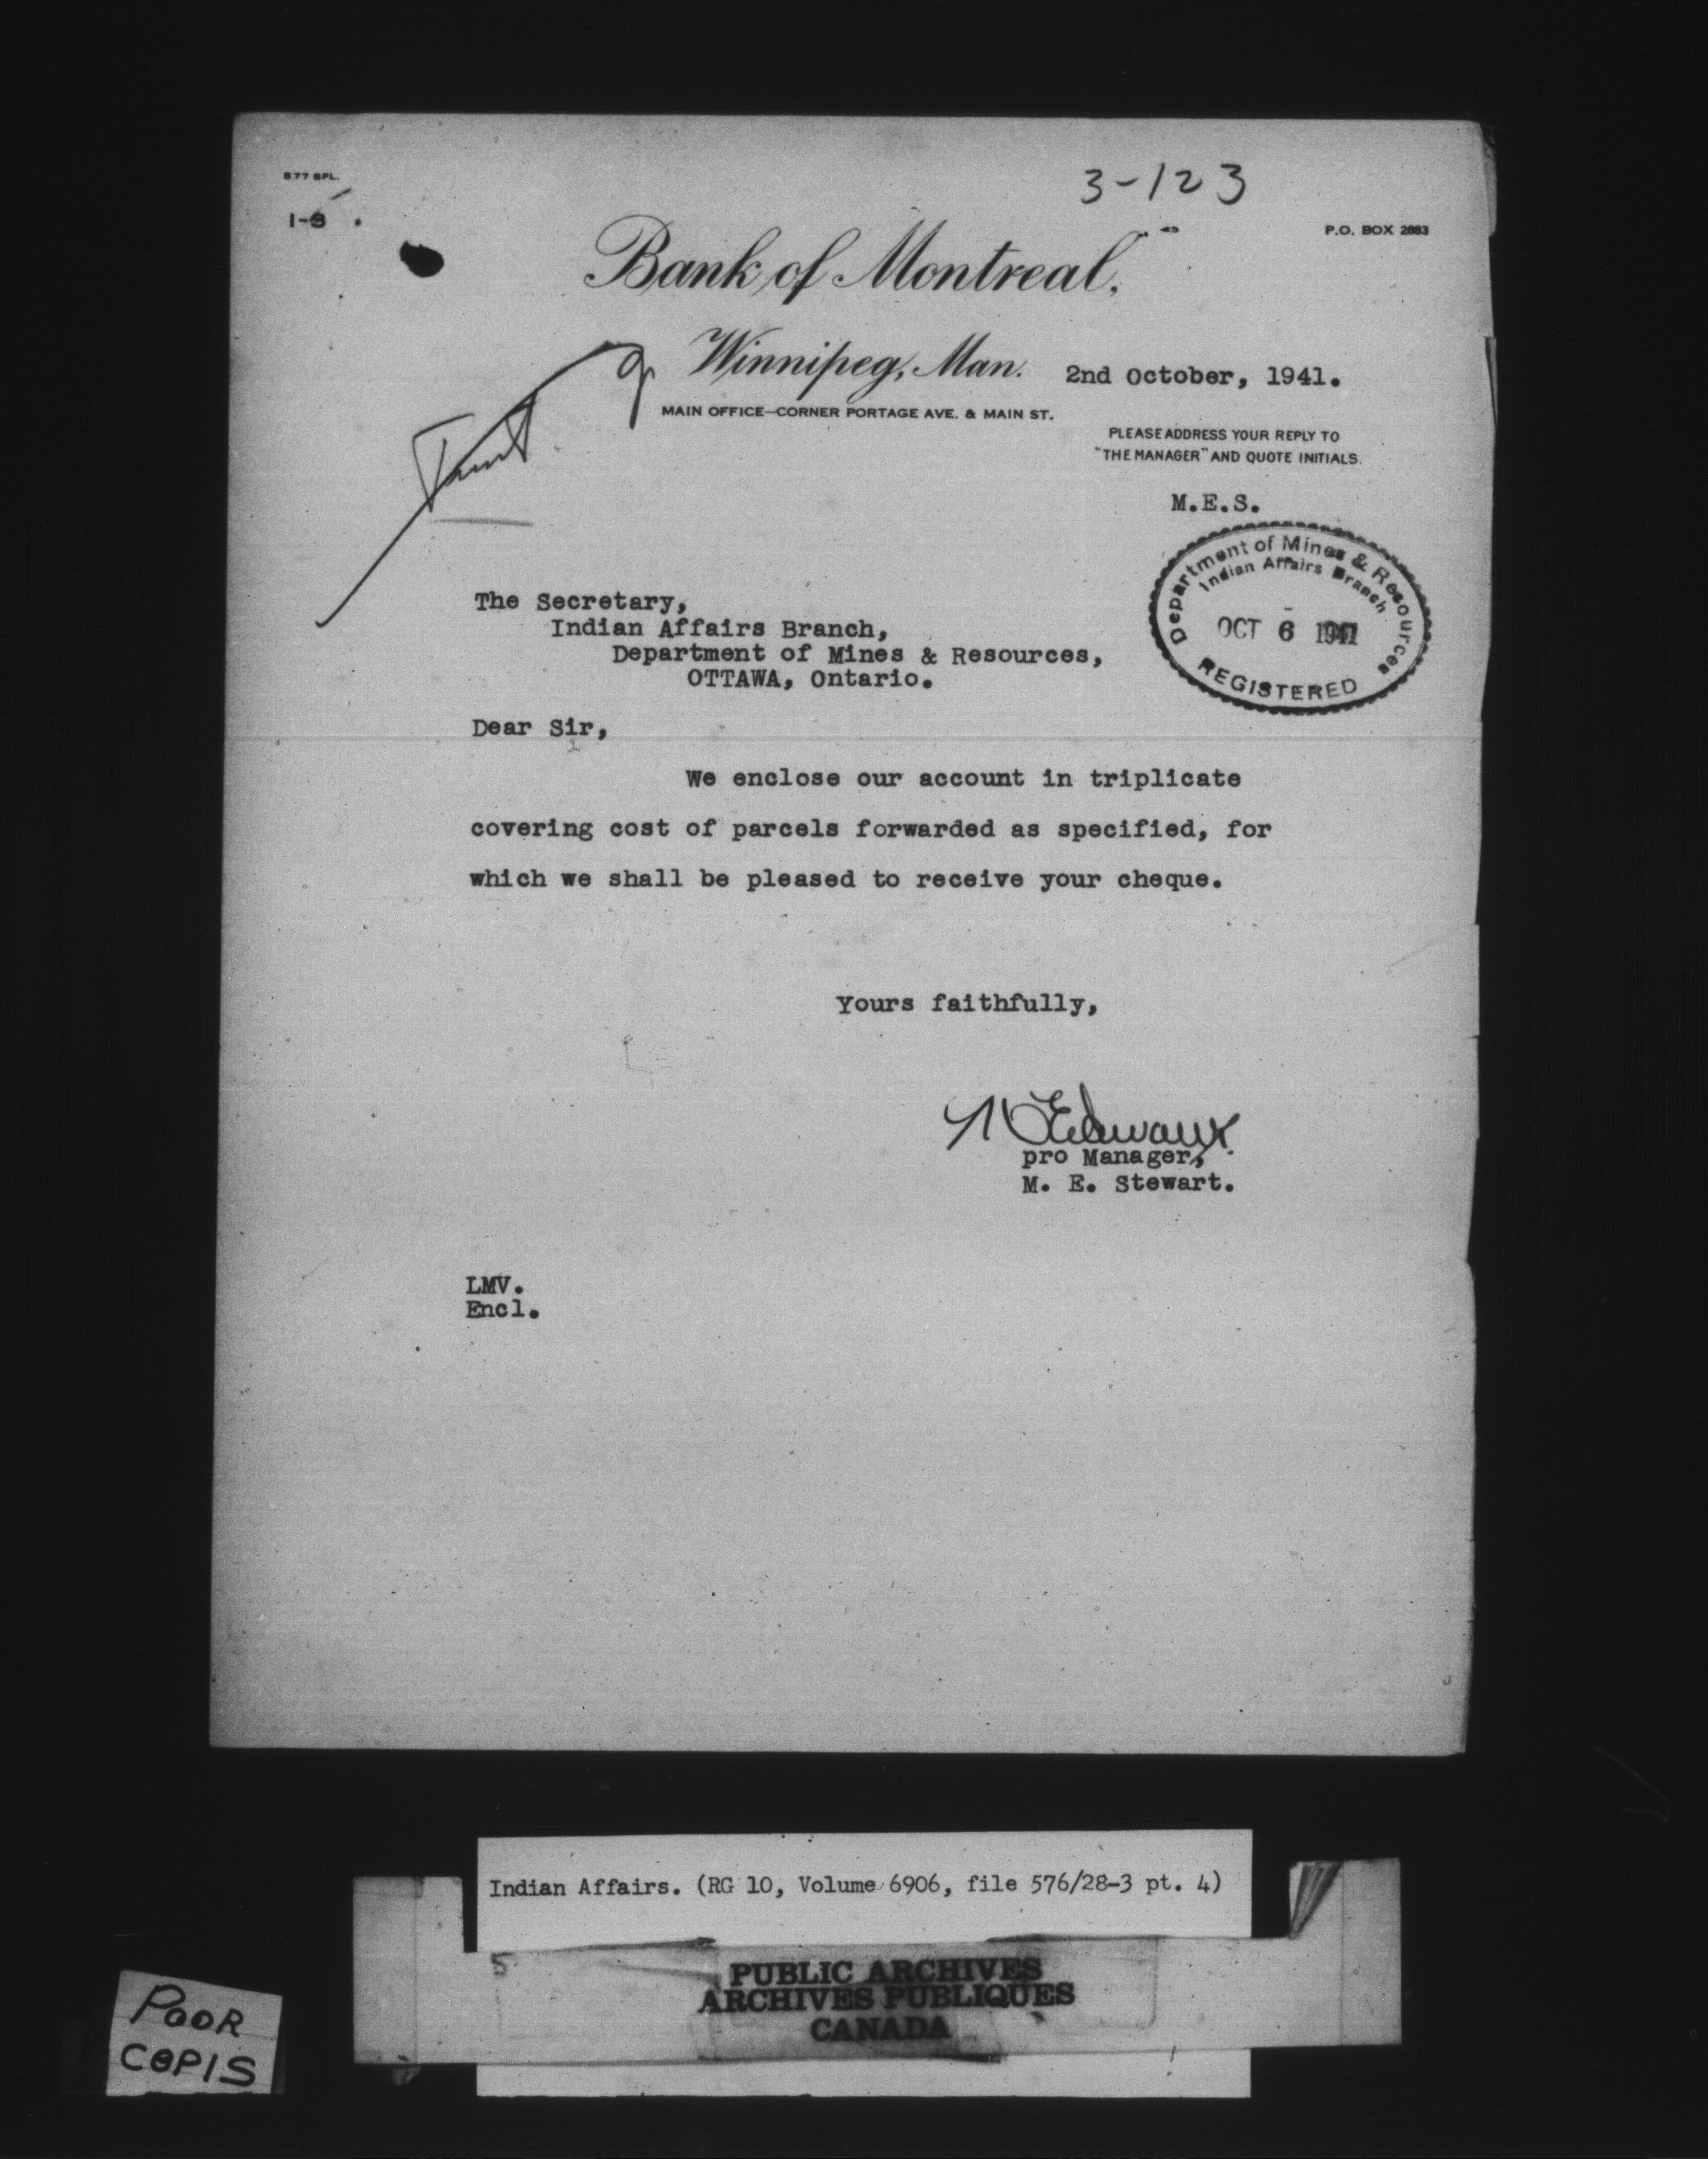 577 SPL.
3-123
P.O. BOX 2883
Bank of Montreal,
Winnipeg, Man.
2nd October, 1941.
MAIN OFFICE—CORNER PORTAGE AVE. & MAIN ST.
PLEASE ADDRESS YOUR REPLY TO
"THE MANAGER" AND QUOTE INITIALS.
M.E.S.
Department of Mines & Resources
Indian Affairs Branch
OCT 6 1941
REGISTERED
The Secretary,
Indian Affairs Branch,
Department of Mines & Resources,
OTTAWA, Ontario.
Dear Sir,
We enclose our account in triplicate
covering cost of parcels forwarded as specified, for
which we shall be pleased to receive your cheque.
Yours faithfully,
pro Manager,
M. E. Stewart.
LMV.
Encl.
Indian Affairs. (RG 10, Volume 6906, file 576/28-3 pt. 4)
PUBLIC ARCHIVES
ARCHIVES PUBLIQUES
CANADA
POOR
COPIS